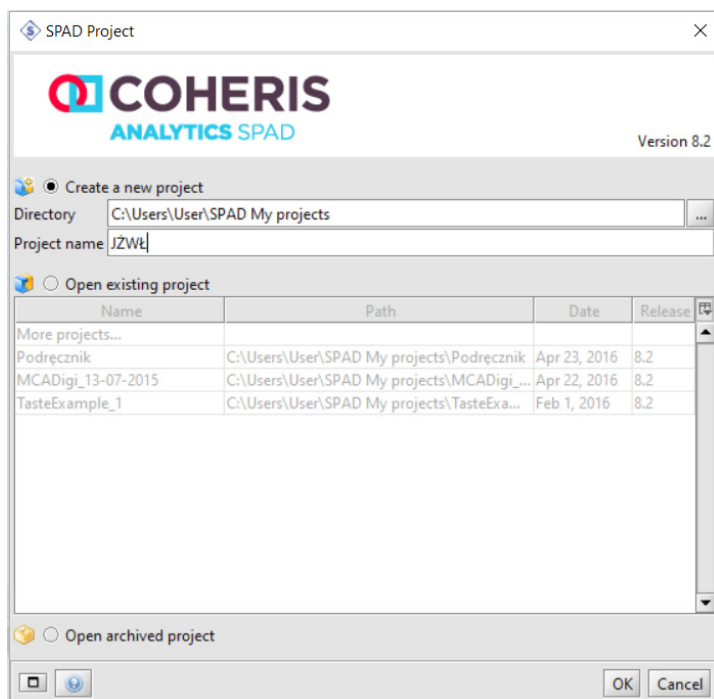 SPAD Project
COHERIS
ANALYTICS SPAD
Version 8.2
Create a new project
Directory C:\Users\User\SPAD My projects ...
Project name JŻWŁ
Open existing project
Name Path Date Release
More projects...
Podręcznik C:\Users\User\SPAD My projects\Podręcznik Apr 23, 2016 8.2
MCADigi_13-07-2015 C:\Users\User\SPAD My projects\MCADigi_... Apr 22, 2016 8.2
TasteExample_1 C:\Users\User\SPAD My projects\TasteExa... Feb 1, 2016 8.2
Open archived project
OK Cancel